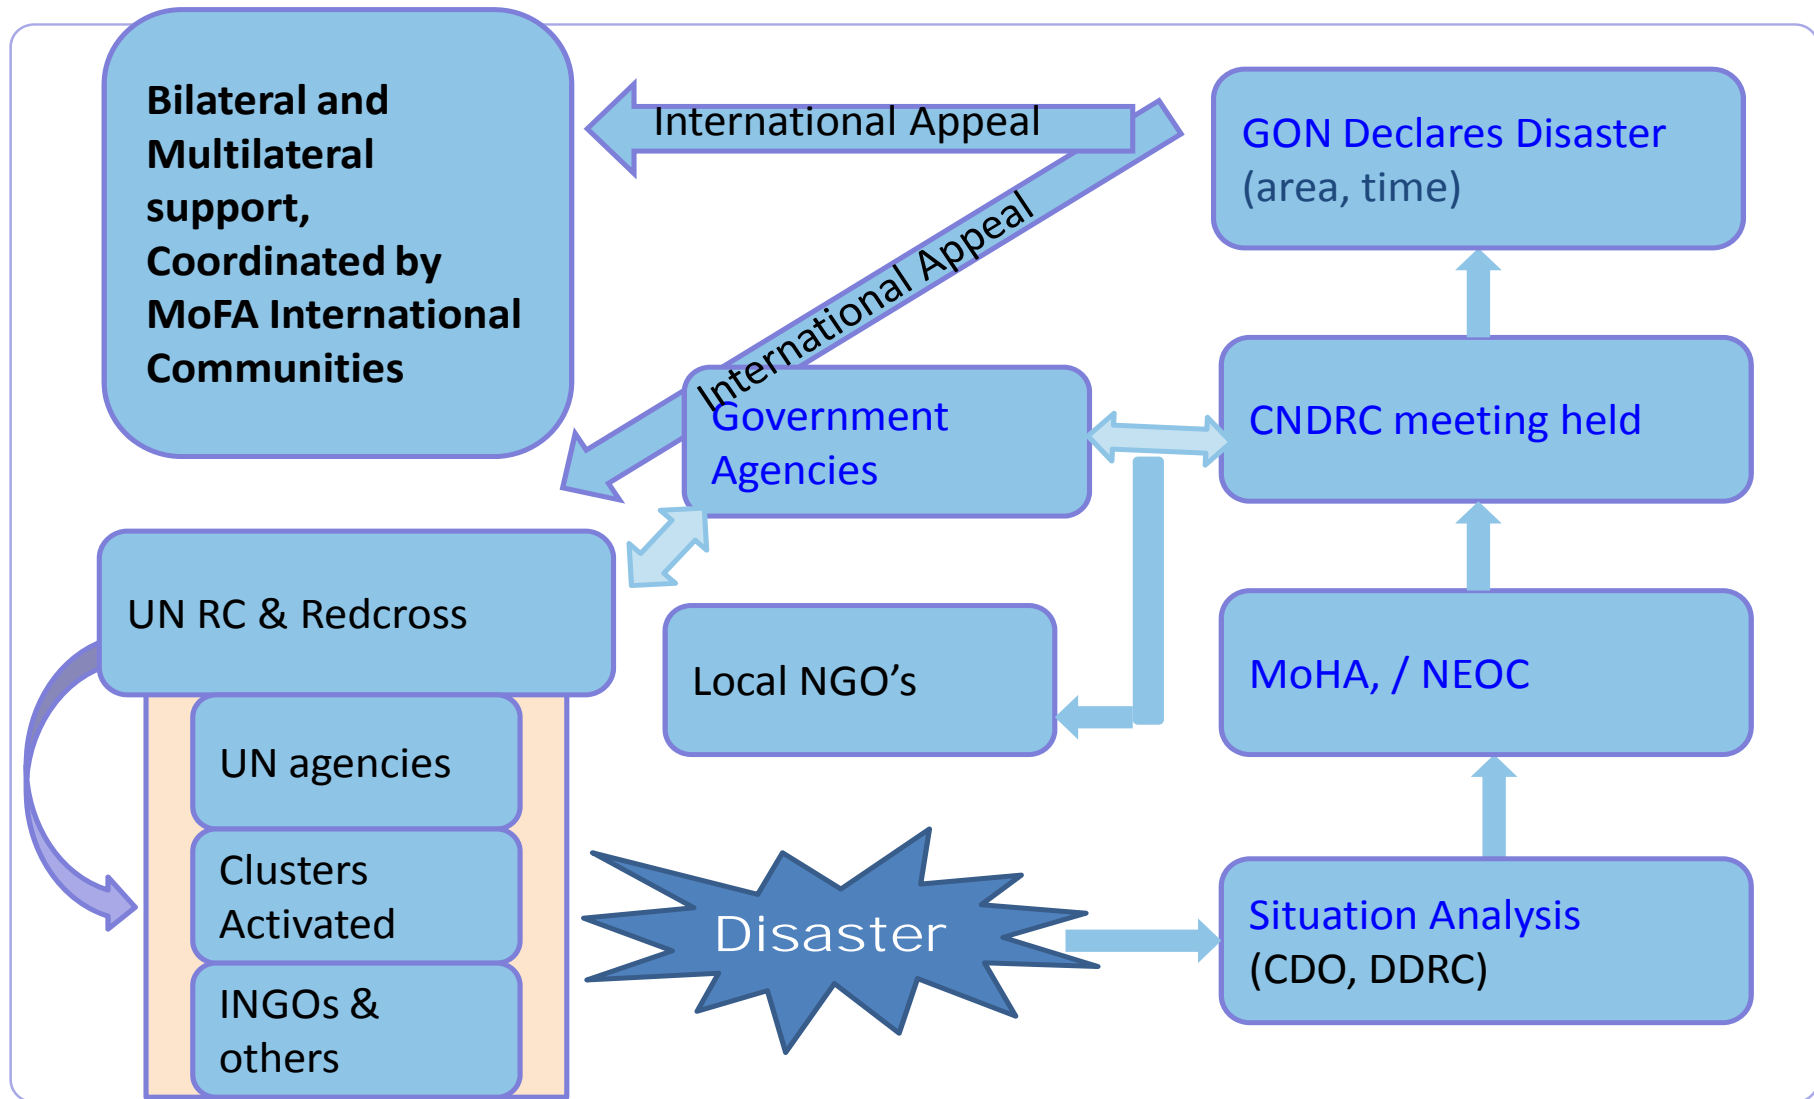 Bilateral and
Multilateral
support,
Coordinated by
MoFA International
Communities
International Appeal
International Appeal
GON Declares Disaster
(area, time)
Government
Agencies
CNDRC meeting held
UN RC & Redcross
Local NGO’s
MoHA, / NEOC
UN agencies
Clusters
Activated
INGOs &
others
Disaster
Situation Analysis
(CDO, DDRC)